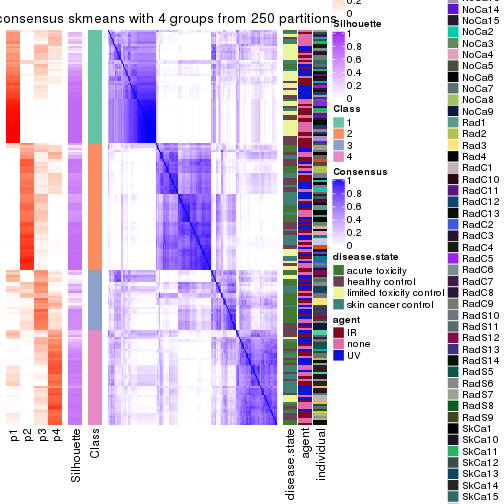 consensus skmeans with 4 groups from 250 partitions
p1
p2
p3
p4
Silhouette
Class
disease.state
agent
individual
0.2
0
Silhouette
1
0.8
0.6
0.4
0.2
0
Class
1
2
3
4
Consensus
1
0.8
0.6
0.4
0.2
0
disease.state
acute toxicity
healthy control
limited toxicity control
skin cancer control
agent
IR
none
UV
NoCa14
NoCa15
NoCa2
NoCa3
NoCa4
NoCa5
NoCa6
NoCa7
NoCa8
NoCa9
Rad1
Rad2
Rad3
Rad4
RadC1
RadC10
RadC11
RadC12
RadC13
RadC2
RadC3
RadC4
RadC5
RadC6
RadC7
RadC8
RadC9
RadS10
RadS11
RadS12
RadS13
RadS14
RadS5
RadS6
RadS7
RadS8
RadS9
SkCa1
SkCa10
SkCa11
SkCa12
SkCa13
SkCa14
SkCa15